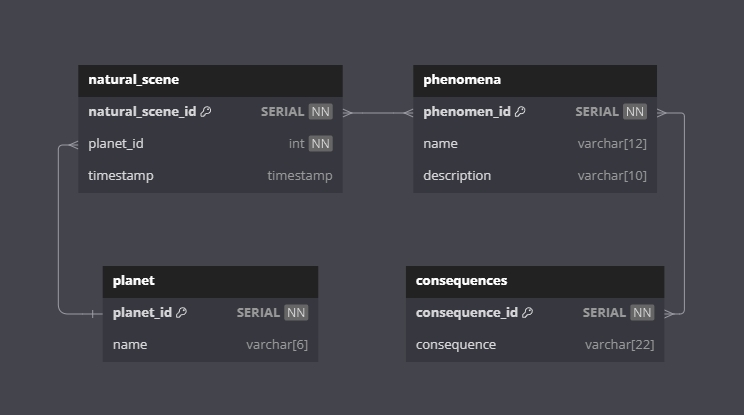 natural_scene
natural_scene_id SERIAL NN
planet_id int NN
timestamp timestamp
phenomena
phenomen_id SERIAL NN
name varchar[12]
description varchar[10]
planet
planet_id SERIAL NN
name varchar[6]
consequences
consequence_id SERIAL NN
consequence varchar[22]